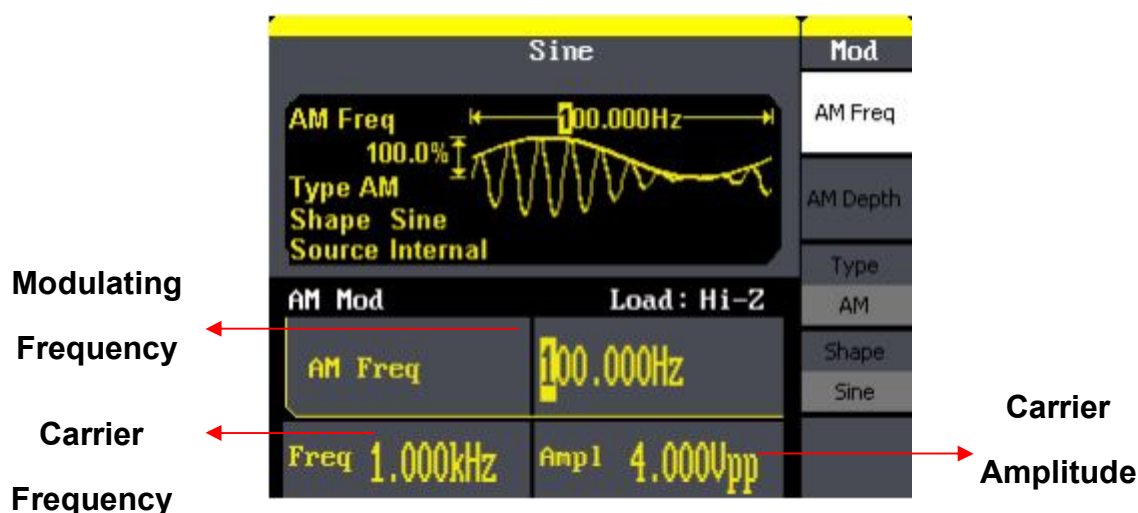 Sine
Mod
AM Freq
100.000Hz
100.0%
Type AM
Shape Sine
Source Internal
AM Freq
AM Depth
Type
AM
Shape
Sine
AM Mod
Load: Hi-Z
AM Freq
100.000Hz
Freq 1.000kHz
Ampl 4.000Vpp
Modulating
Frequency
Carrier
Frequency
Carrier
Amplitude